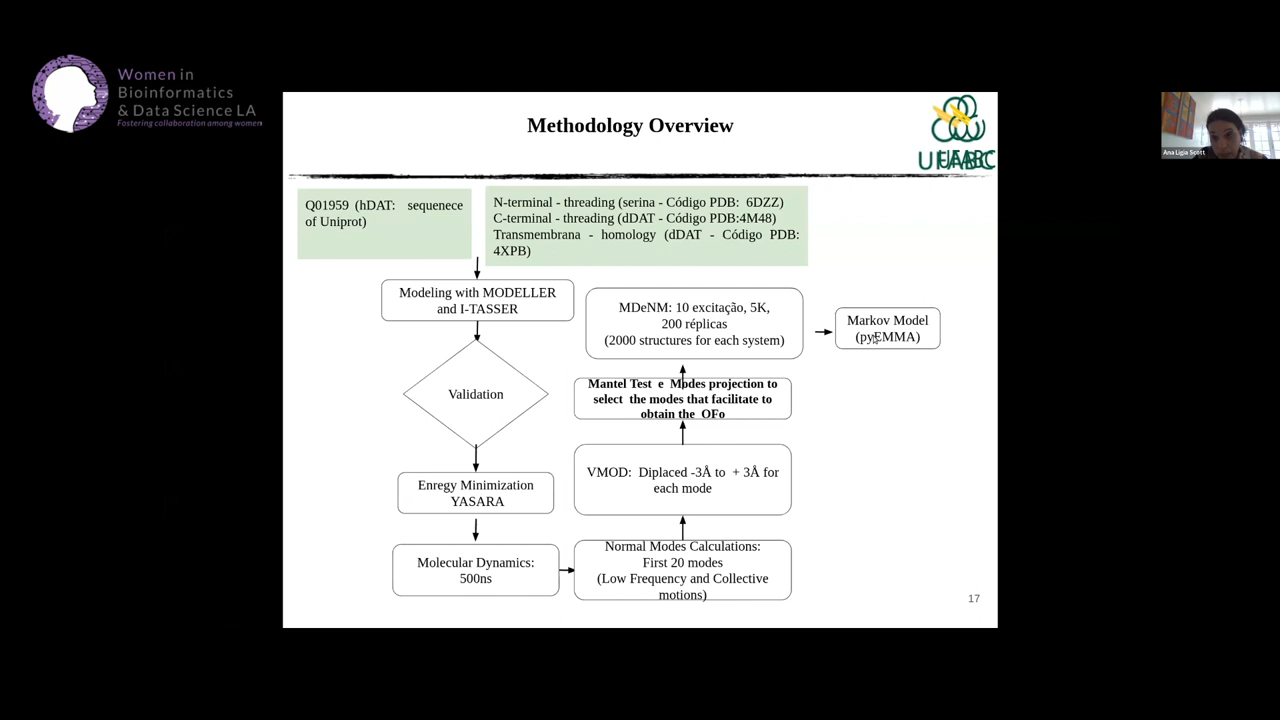 Women in
Bioinformatics
& Data Science LA
Fostering collaboration among women
Methodology Overview
UFABC
Ana Ligia Scott
Q01959 (hDAT: sequenece
of Uniprot)
N-terminal - threading (serina - Código PDB: 6DZZ)
C-terminal - threading (dDAT - Código PDB:4M48)
Transmembrana - homology (dDAT - Código PDB:
4XPB)
Modeling with MODELLER
and I-TASSER
Validation
Enregy Minimization
YASARA
Molecular Dynamics:
500ns
Normal Modes Calculations:
First 20 modes
(Low Frequency and Collective
motions)
VMOD: Diplaced -3Å to + 3Å for
each mode
Mantel Test e Modes projection to
select the modes that facilitate to
obtain the OFo
MDeNM: 10 excitação, 5K,
200 réplicas
(2000 structures for each system)
Markov Model
(pyEMMA)
17